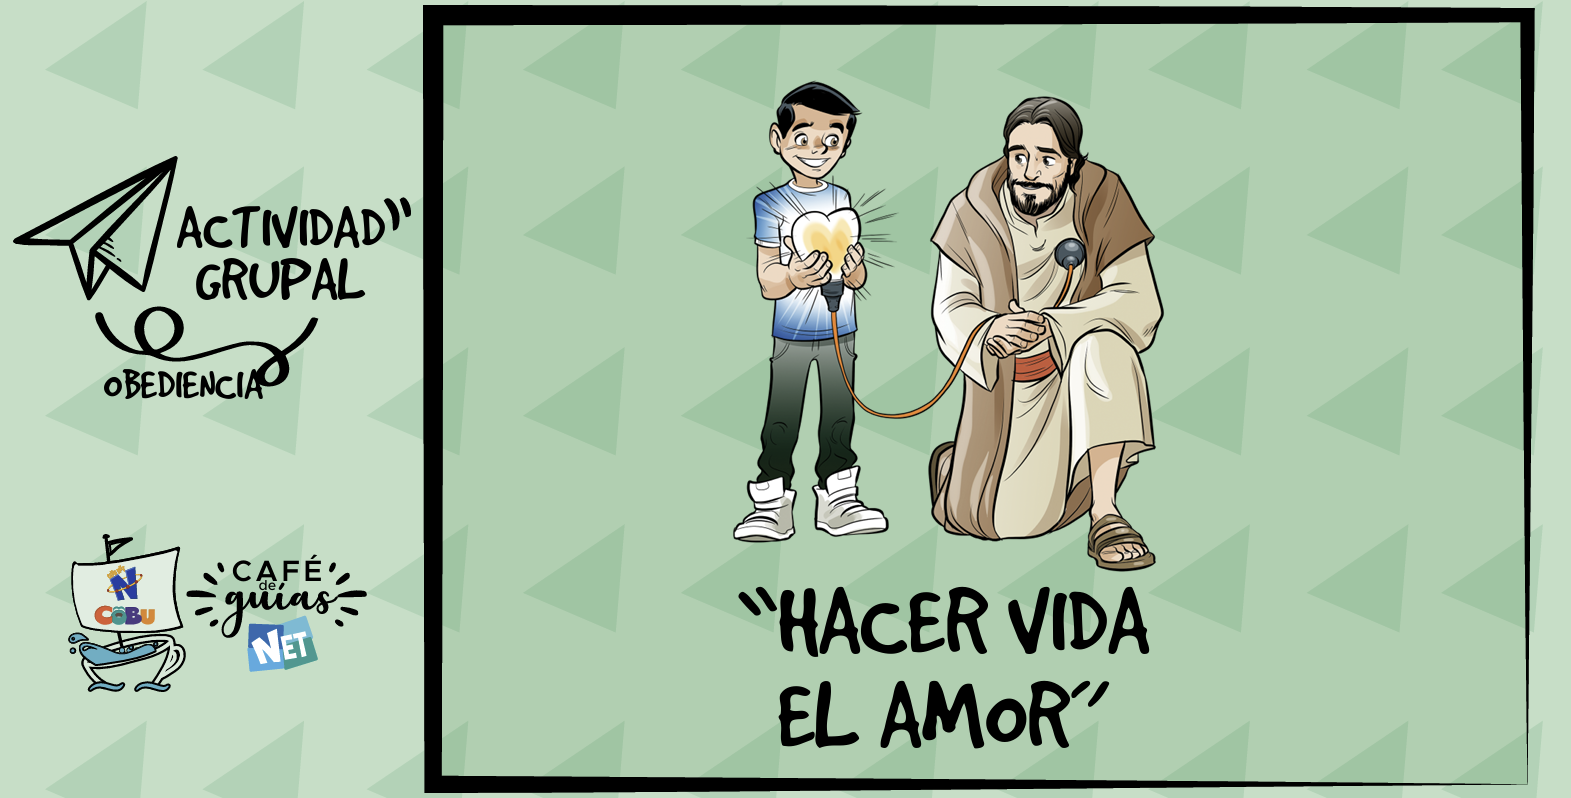 ACTIVIDAD”
GRUPAL
OBEDIENCIA
N
COBU
CAFÉ
de
guías
NET
“HACER VIDA
EL AMOR”